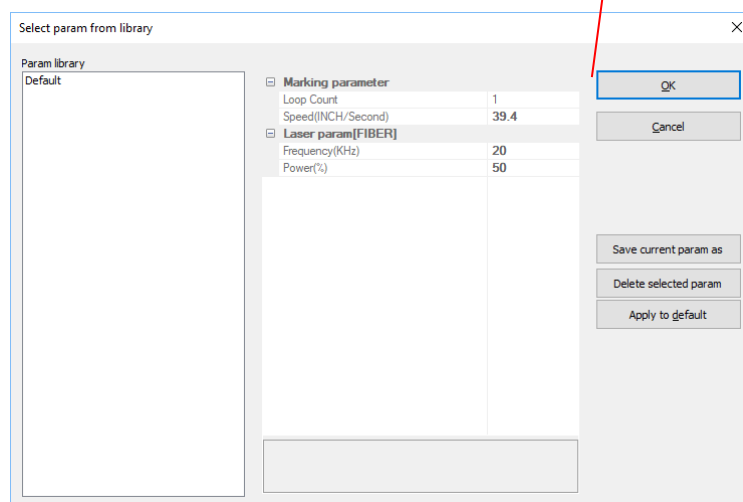 Select param from library
Param library
Default
Marking parameter
Loop Count 1
Speed(INCH/Second) 39.4
Laser param[FIBER]
Frequency(KHz) 20
Power(%) 50
OK
Cancel
Save current param as
Delete selected param
Apply to default